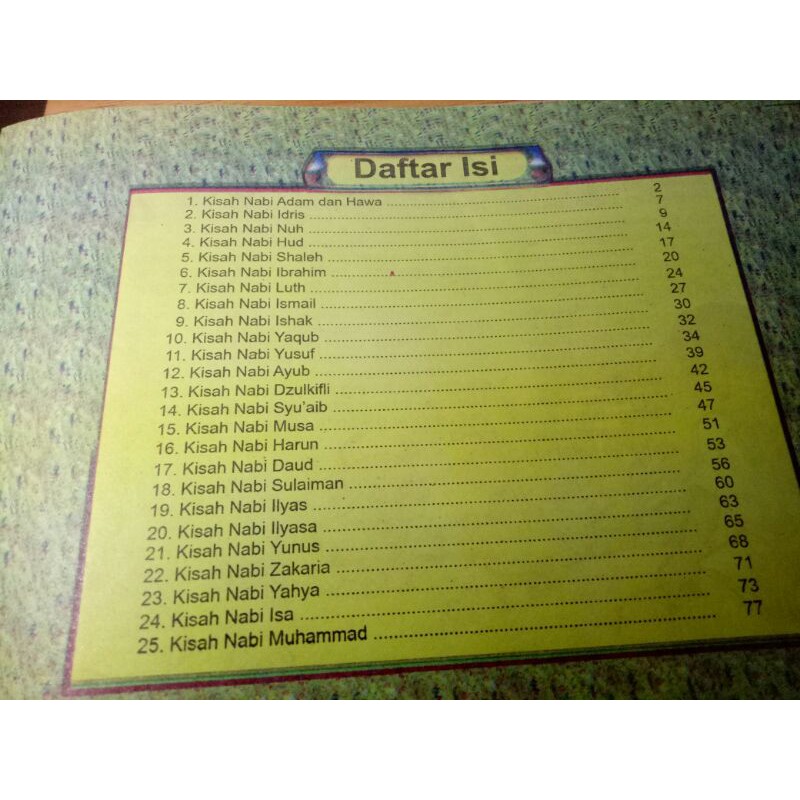 Daftar Isi
1. Kisah Nabi Adam dan Hawa ........ 2
2. Kisah Nabi Idris ........ 7
3. Kisah Nabi Nuh ........ 9
4. Kisah Nabi Hud ........ 14
5. Kisah Nabi Shaleh ........ 17
6. Kisah Nabi Ibrahim ........ 20
7. Kisah Nabi Luth ........ 24
8. Kisah Nabi Ismail ........ 27
9. Kisah Nabi Ishak ........ 30
10. Kisah Nabi Yaqub ........ 32
11. Kisah Nabi Yusuf ........ 34
12. Kisah Nabi Ayub ........ 39
13. Kisah Nabi Dzulkifli ........ 42
14. Kisah Nabi Syu'aib ........ 45
15. Kisah Nabi Musa ........ 47
16. Kisah Nabi Harun ........ 51
17. Kisah Nabi Daud ........ 53
18. Kisah Nabi Sulaiman ........ 56
19. Kisah Nabi Ilyas ........ 60
20. Kisah Nabi Ilyasa ........ 63
21. Kisah Nabi Yunus ........ 65
22. Kisah Nabi Zakaria ........ 68
23. Kisah Nabi Yahya ........ 71
24. Kisah Nabi Isa ........ 73
25. Kisah Nabi Muhammad ........ 77